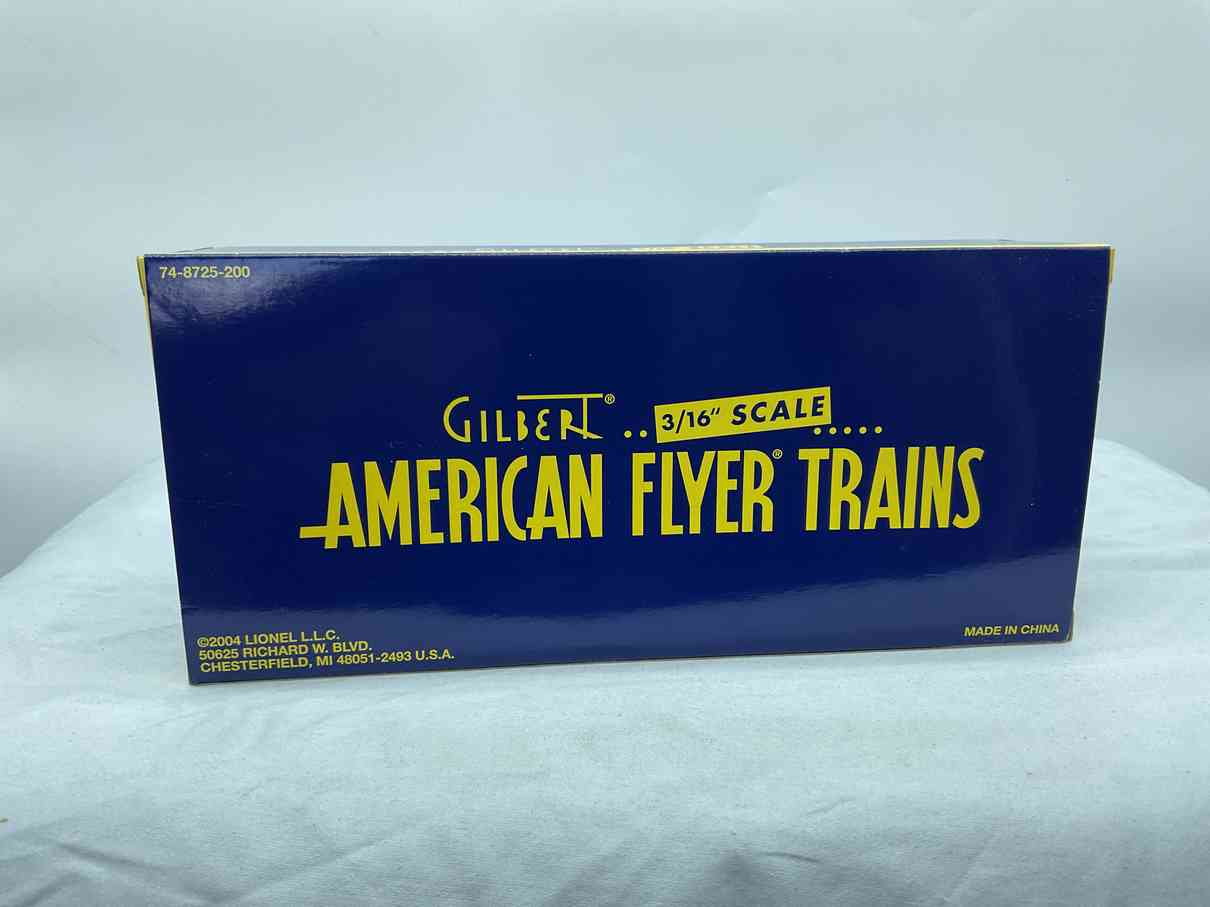 74-8725-200
GILBERT® .. 3/16" SCALE .....
AMERICAN FLYER® TRAINS
©2004 LIONEL L.L.C.
50625 RICHARD W. BLVD.
CHESTERFIELD, MI 48051-2493 U.S.A.
MADE IN CHINA